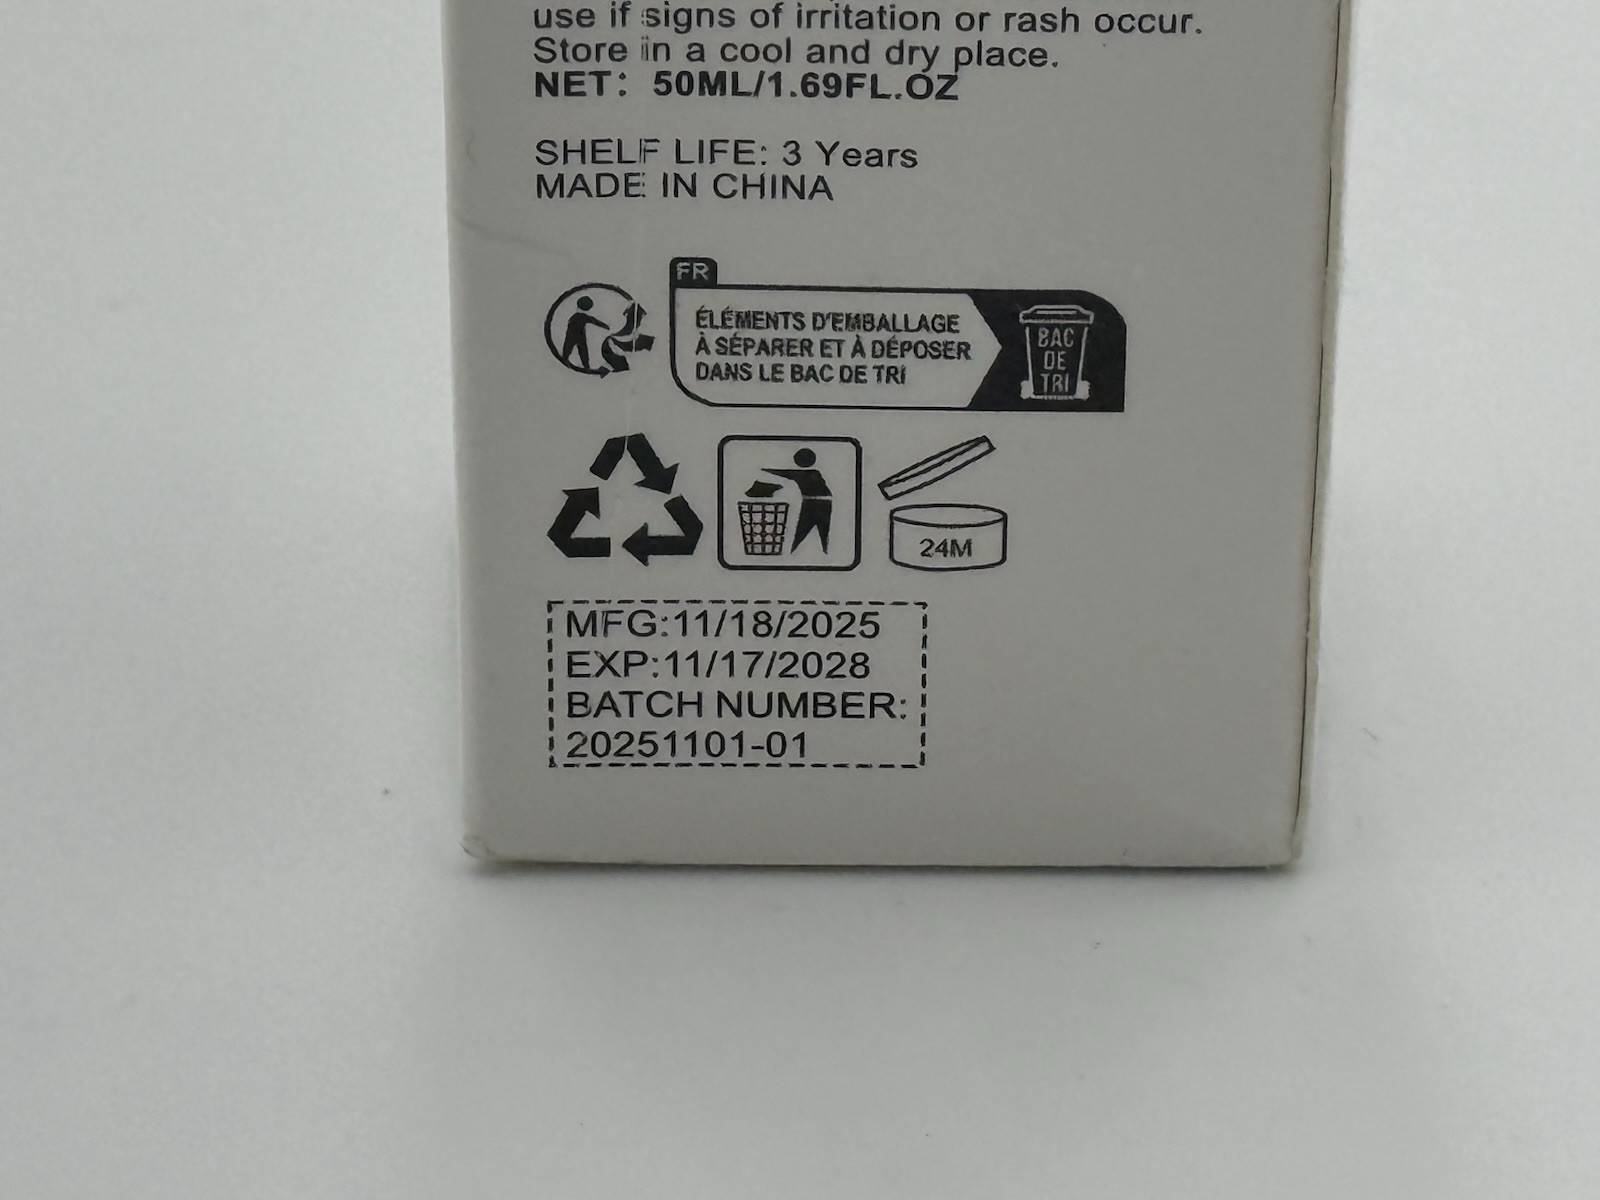 use if signs of irritation or rash occur.
Store in a cool and dry place.
NET: 50ML/1.69FL.OZ
SHELF LIFE: 3 Years
MADE IN CHINA
FR
ÉLÉMENTS D'EMBALLAGE
À SÉPARER ET À DÉPOSER
DANS LE BAC DE TRI
BAC
DE
TRI
24M
MFG:11/18/2025
EXP:11/17/2028
BATCH NUMBER:
20251101-01